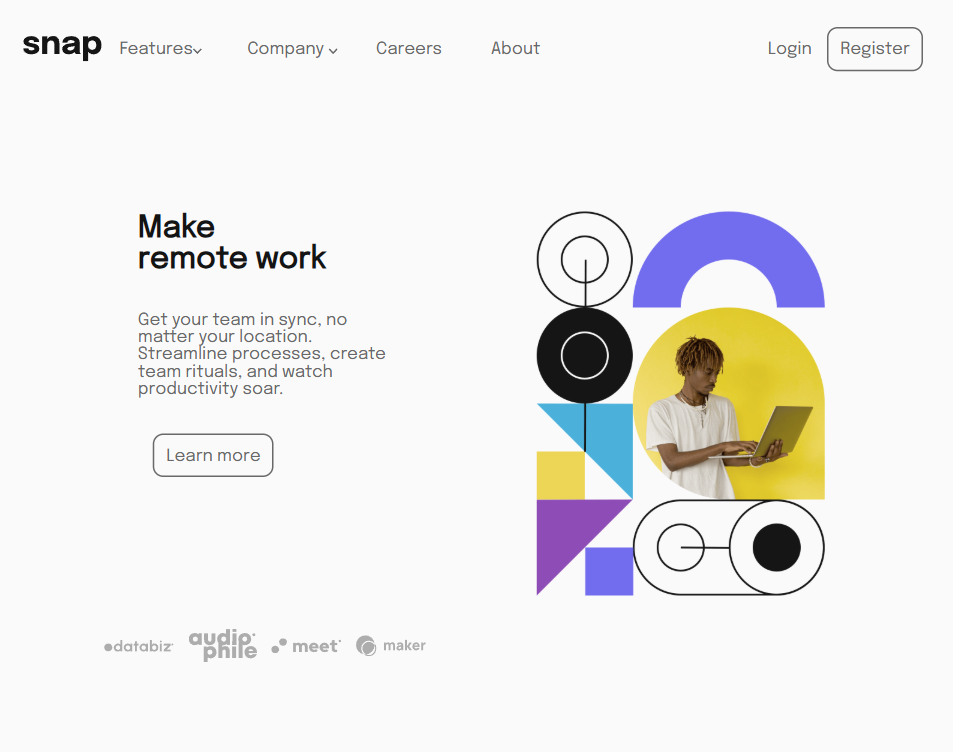 snap Features Company Careers About Login Register
Make
remote work
Get your team in sync, no
matter your location.
Streamline processes, create
team rituals, and watch
productivity soar.
Learn more
databiz audiophile meet maker